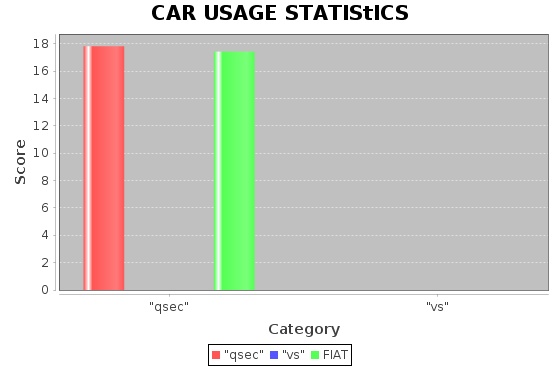 CAR USAGE STATIStICS
Score
18
16
14
12
10
8
6
4
2
0
"qsec" "vs"
Category
"qsec" "vs" FIAT